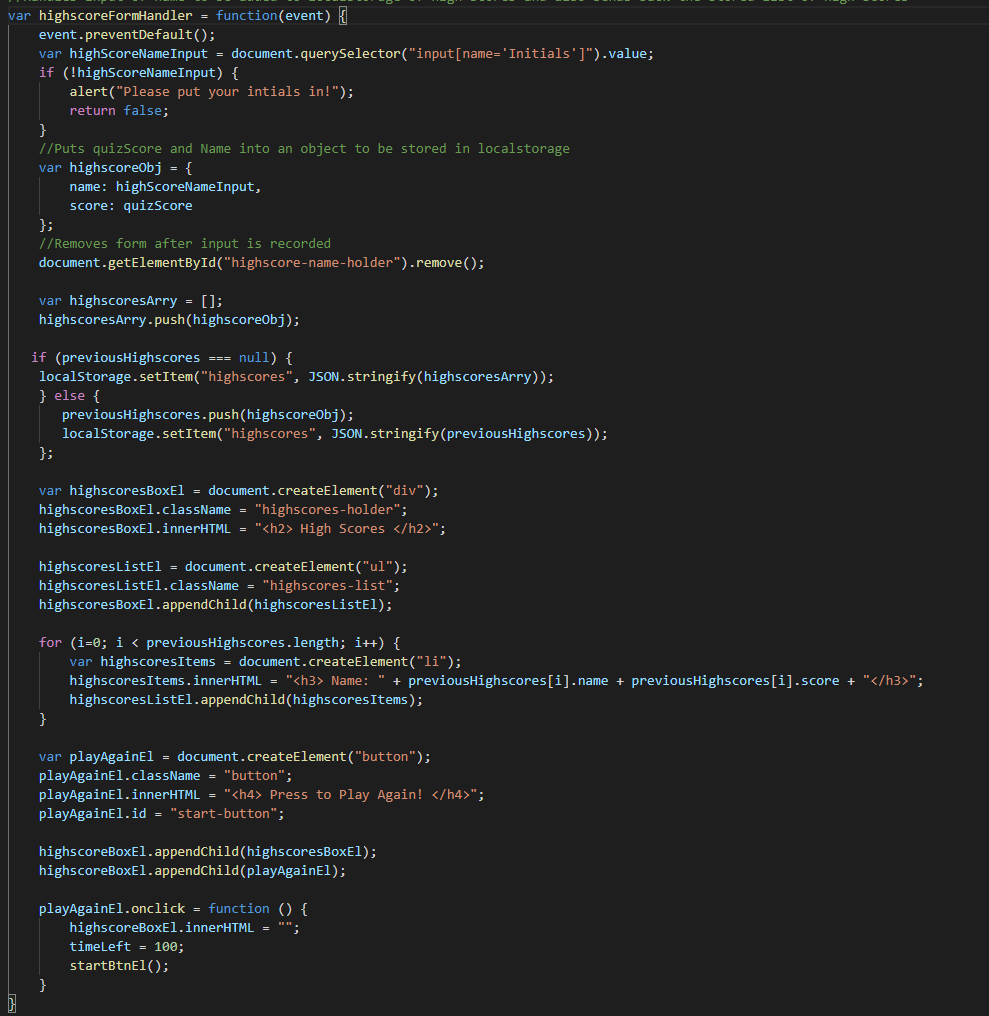 var highscoreFormHandler = function(event) {
    event.preventDefault();
    var highScoreNameInput = document.querySelector("input[name='Initials']").value;
    if (!highScoreNameInput) {
        alert("Please put your intials in!");
        return false;
    }
    //Puts quizScore and Name into an object to be stored in localstorage
    var highscoreObj = {
        name: highScoreNameInput,
        score: quizScore
    };
    //Removes form after input is recorded
    document.getElementById("highscore-name-holder").remove();

    var highscoresArry = [];
    highscoresArry.push(highscoreObj);

   if (previousHighscores === null) {
    localStorage.setItem("highscores", JSON.stringify(highscoresArry));
    } else {
       previousHighscores.push(highscoreObj);
       localStorage.setItem("highscores", JSON.stringify(previousHighscores));
    };

    var highscoresBoxEl = document.createElement("div");
    highscoresBoxEl.className = "highscores-holder";
    highscoresBoxEl.innerHTML = "<h2> High Scores </h2>";

    highscoresListEl = document.createElement("ul");
    highscoresListEl.className = "highscores-list";
    highscoresBoxEl.appendChild(highscoresListEl);

    for (i=0; i < previousHighscores.length; i++) {
        var highscoresItems = document.createElement("li");
        highscoresItems.innerHTML = "<h3> Name: " + previousHighscores[i].name + previousHighscores[i].score + "</h3>";
        highscoresListEl.appendChild(highscoresItems);
    }

    var playAgainEl = document.createElement("button");
    playAgainEl.className = "button";
    playAgainEl.innerHTML = "<h4> Press to Play Again! </h4>";
    playAgainEl.id = "start-button";

    highscoreBoxEl.appendChild(highscoresBoxEl);
    highscoreBoxEl.appendChild(playAgainEl);

    playAgainEl.onclick = function () {
        highscoreBoxEl.innerHTML = "";
        timeLeft = 100;
        startBtnEl();
    }
}